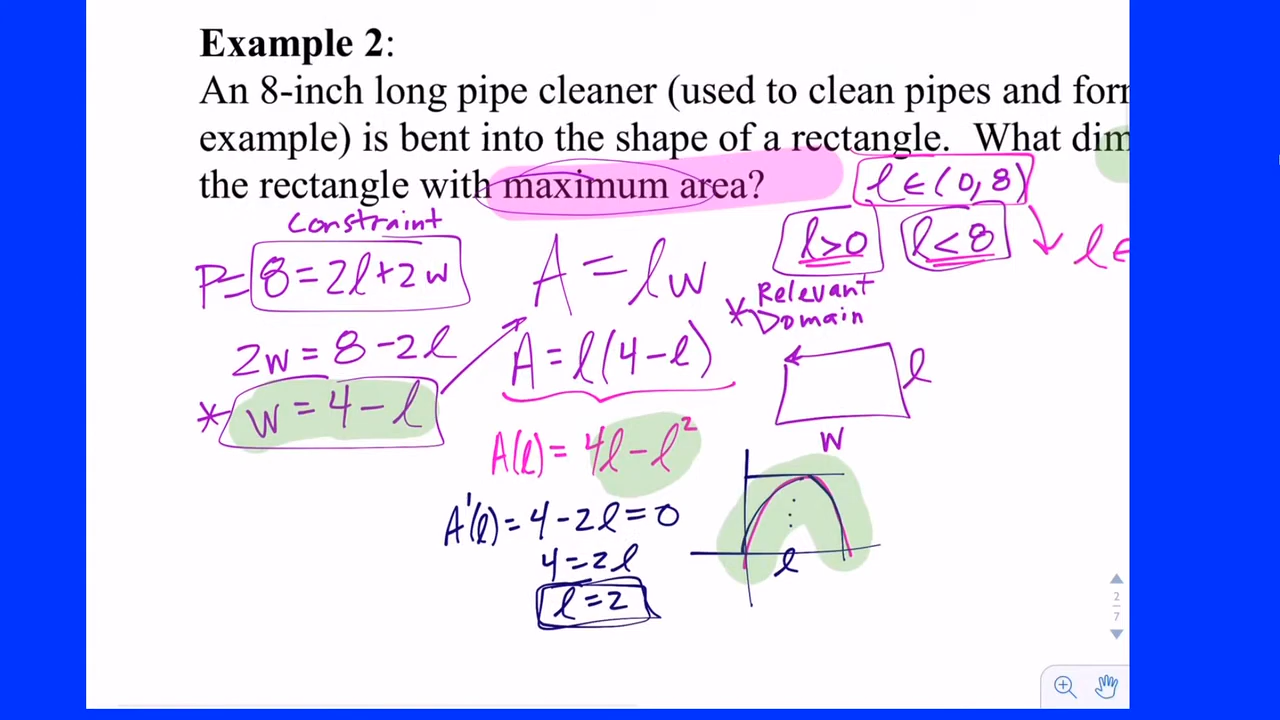 Example 2:
An 8-inch long pipe cleaner (used to clean pipes and
example) is bent into the shape of a rectangle. What
the rectangle with maximum area?
l ∈ (0, 8)
Constraint
l > 0
l < 8
l ∈
P = 8 = 2l + 2w
A = lw
* Relevant
Domain
2w = 8 - 2l
A = l(4 - l)
l
* w = 4 - l
w
A(l) = 4l - l²
A'(l) = 4 - 2l = 0
4 = 2l
l
l = 2
2
7